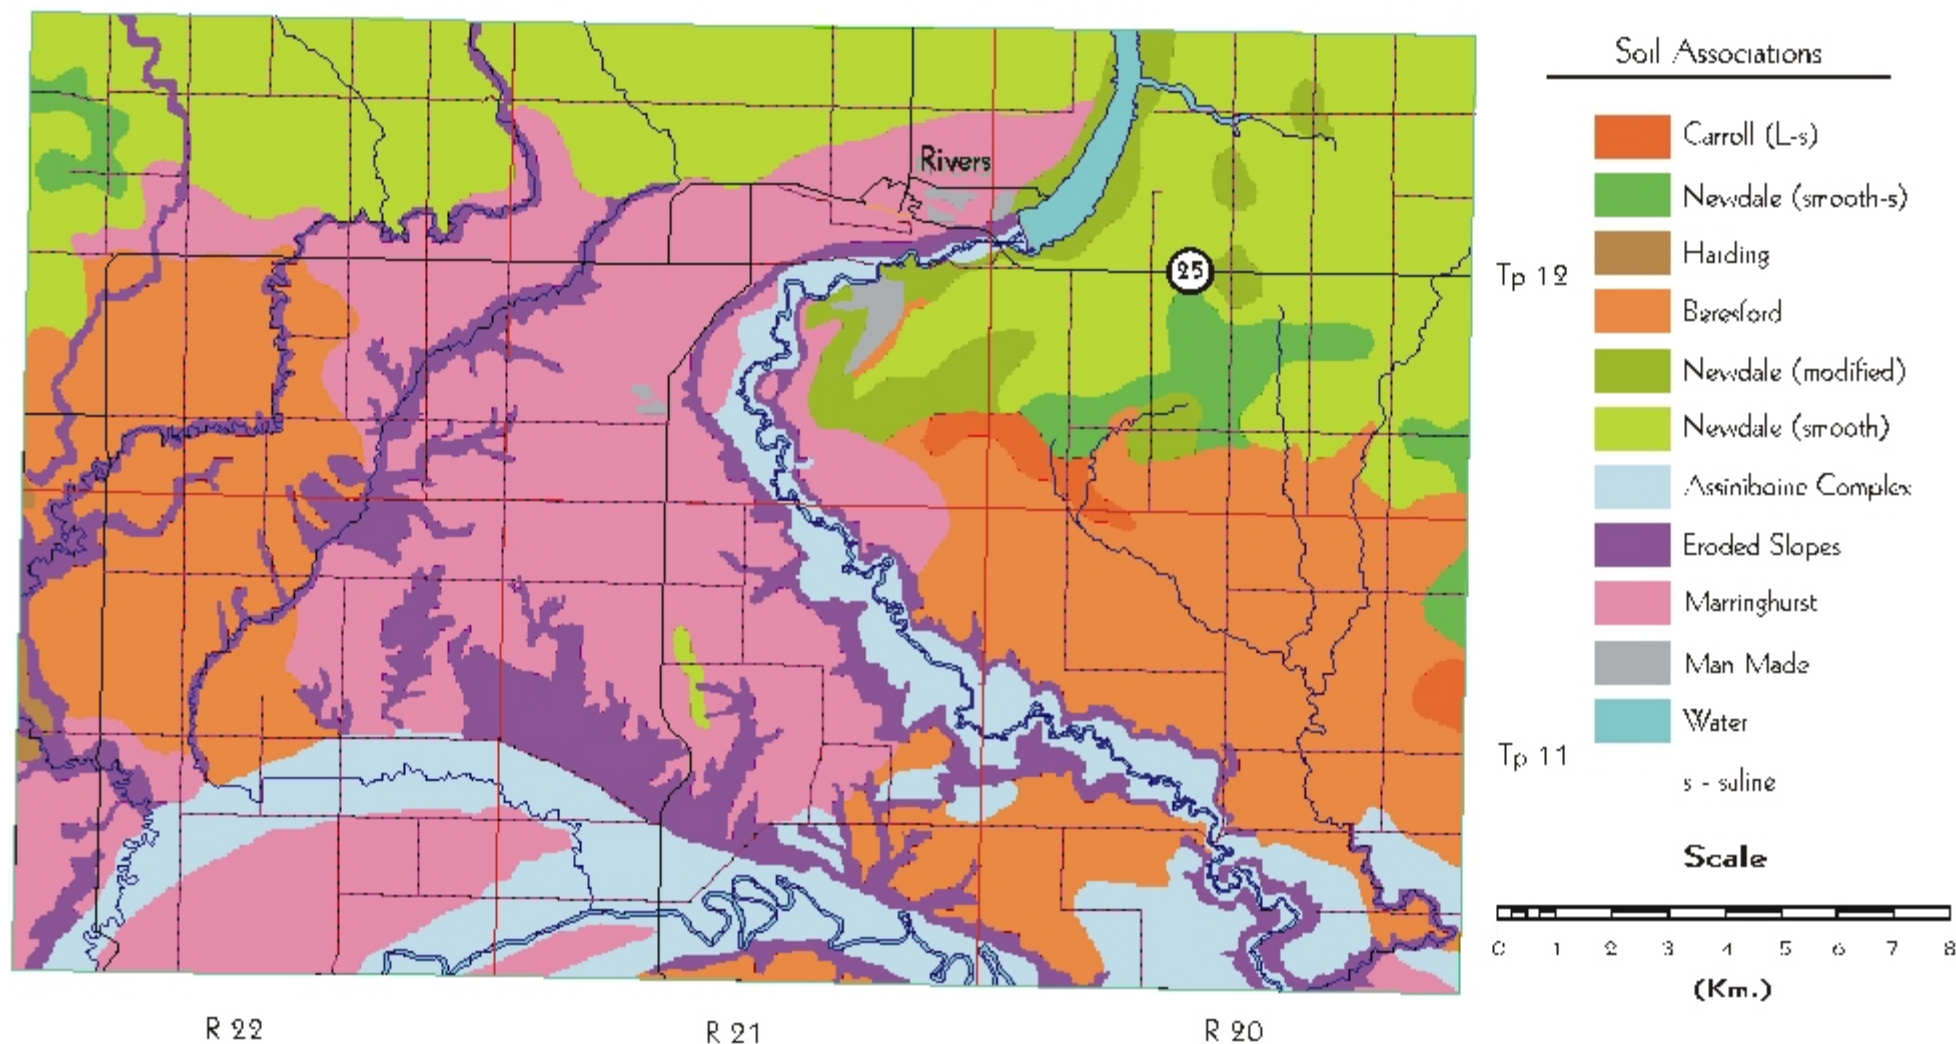 Rivers
25
Tp 12
Tp 11
R 22
R 21
R 20
Soil Associations
Carroll (L-s)
Newdale (smooth-s)
Harding
Beresford
Newdale (modified)
Newdale (smooth)
Assiniboine Complex
Eroded Slopes
Marringhurst
Man Made
Water
s - saline
Scale
0 1 2 3 4 5 6 7 8
(Km.)